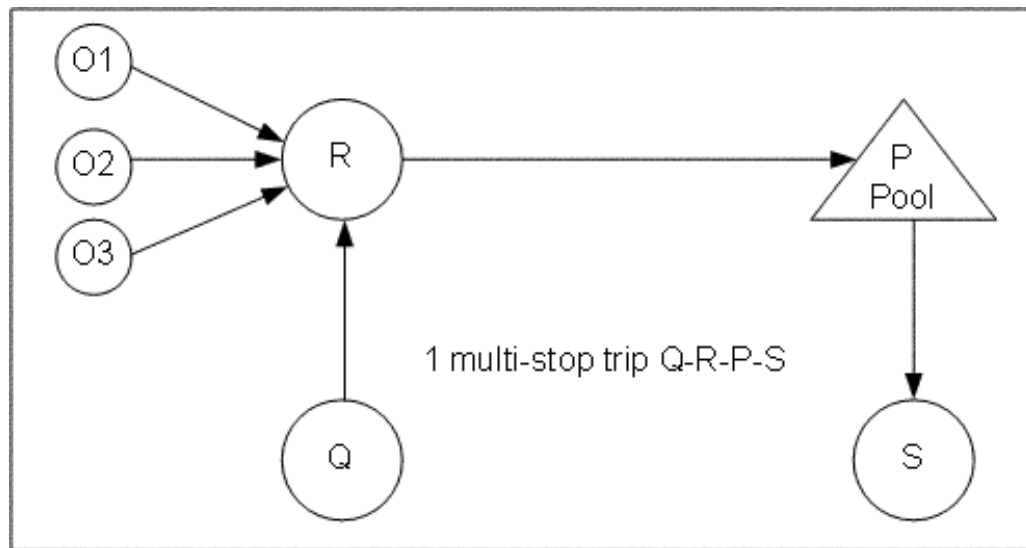 O1
O2
O3
R
P
Pool
1 multi-stop trip Q-R-P-S
Q
S